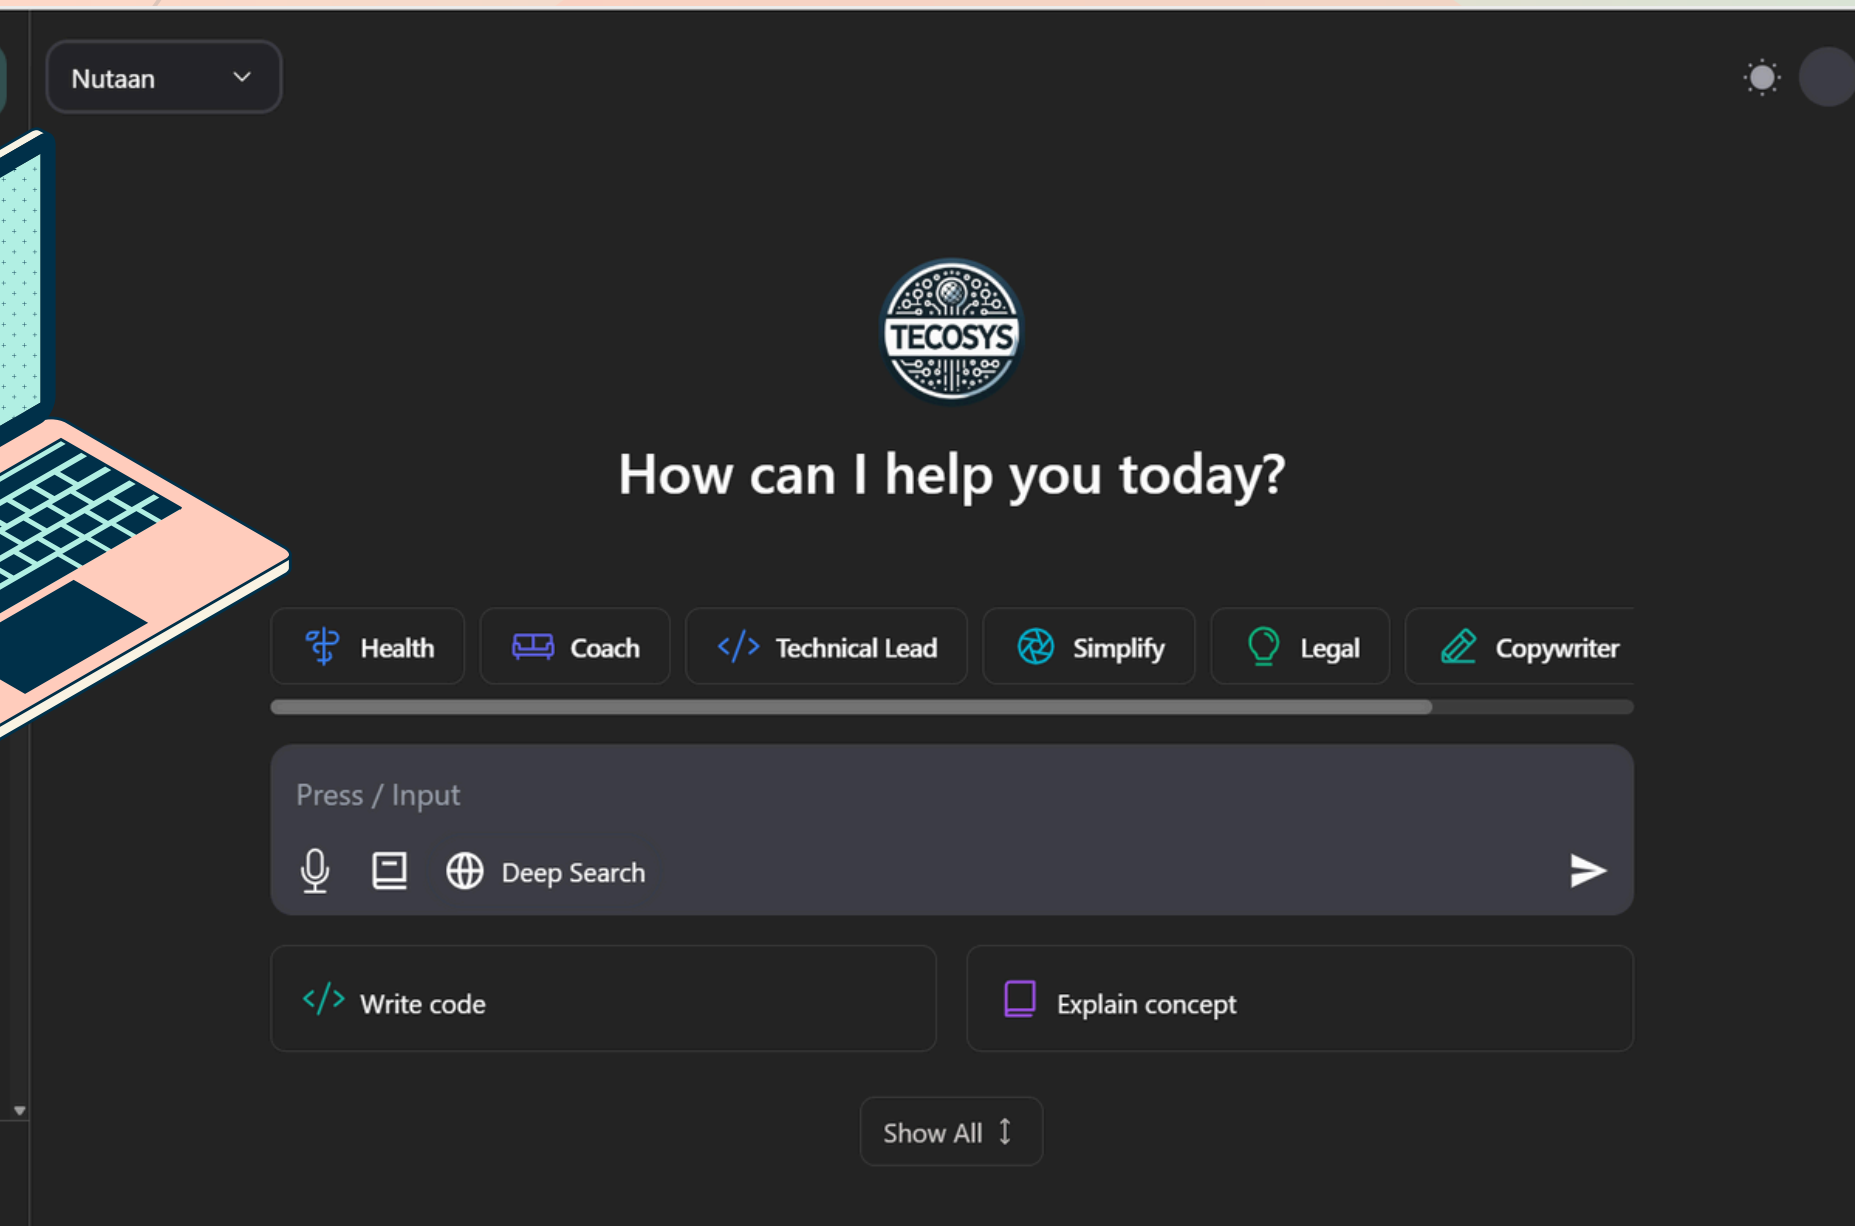 Nutaan
TECOSYS
How can I help you today?
Health
Coach
Technical Lead
Simplify
Legal
Copywriter
Press / Input
Deep Search
Write code
Explain concept
Show All